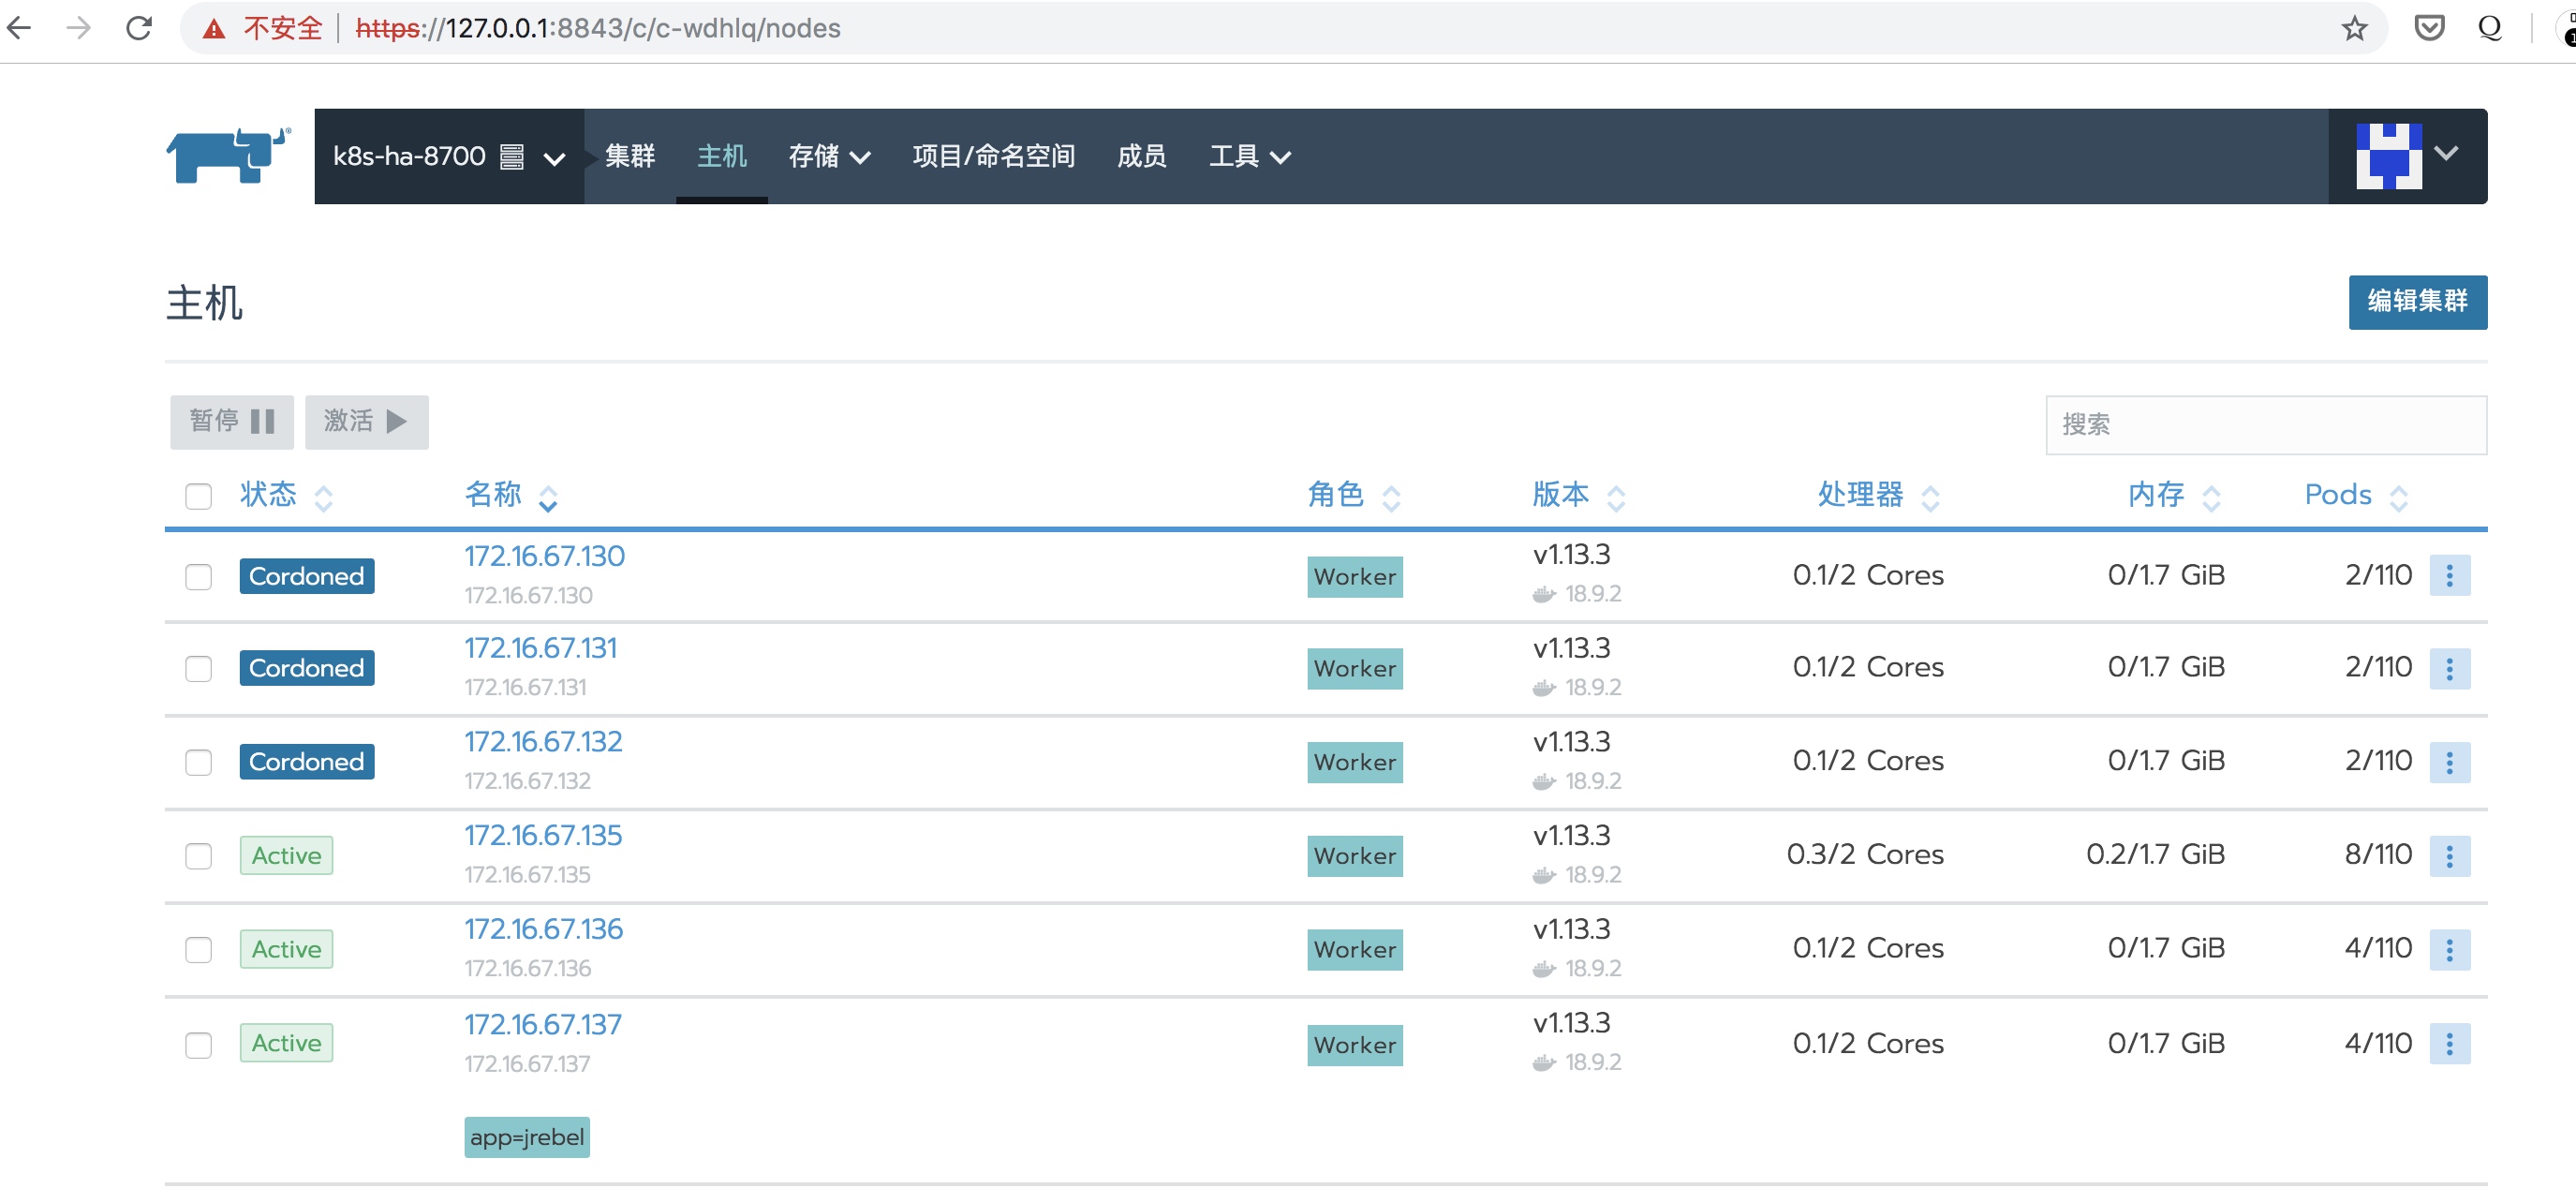 不安全 https://127.0.0.1:8843/c/c-wdhlq/nodes
k8s-ha-8700 集群 主机 存储 项目/命名空间 成员 工具
主机 编辑集群
暂停 激活 搜索
状态 名称 角色 版本 处理器 内存 Pods
Cordoned 172.16.67.130 Worker v1.13.3 0.1/2 Cores 0/1.7 GiB 2/110
172.16.67.130 18.9.2
Cordoned 172.16.67.131 Worker v1.13.3 0.1/2 Cores 0/1.7 GiB 2/110
172.16.67.131 18.9.2
Cordoned 172.16.67.132 Worker v1.13.3 0.1/2 Cores 0/1.7 GiB 2/110
172.16.67.132 18.9.2
Active 172.16.67.135 Worker v1.13.3 0.3/2 Cores 0.2/1.7 GiB 8/110
172.16.67.135 18.9.2
Active 172.16.67.136 Worker v1.13.3 0.1/2 Cores 0/1.7 GiB 4/110
172.16.67.136 18.9.2
Active 172.16.67.137 Worker v1.13.3 0.1/2 Cores 0/1.7 GiB 4/110
172.16.67.137 18.9.2
app=jrebel